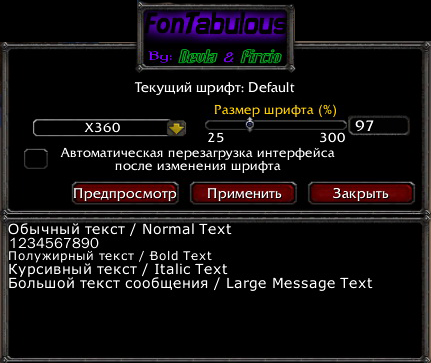 Fontabulous
By: Devla & Fircio
Текущий шрифт: Default
Размер шрифта (%)
X360
97
25 300
Автоматическая перезагрузка интерфейса
после изменения шрифта
Предпросмотр Применить Закрыть
Обычный текст / Normal Text
1234567890
Полужирный текст / Bold Text
Курсивный текст / Italic Text
Большой текст сообщения / Large Message Text